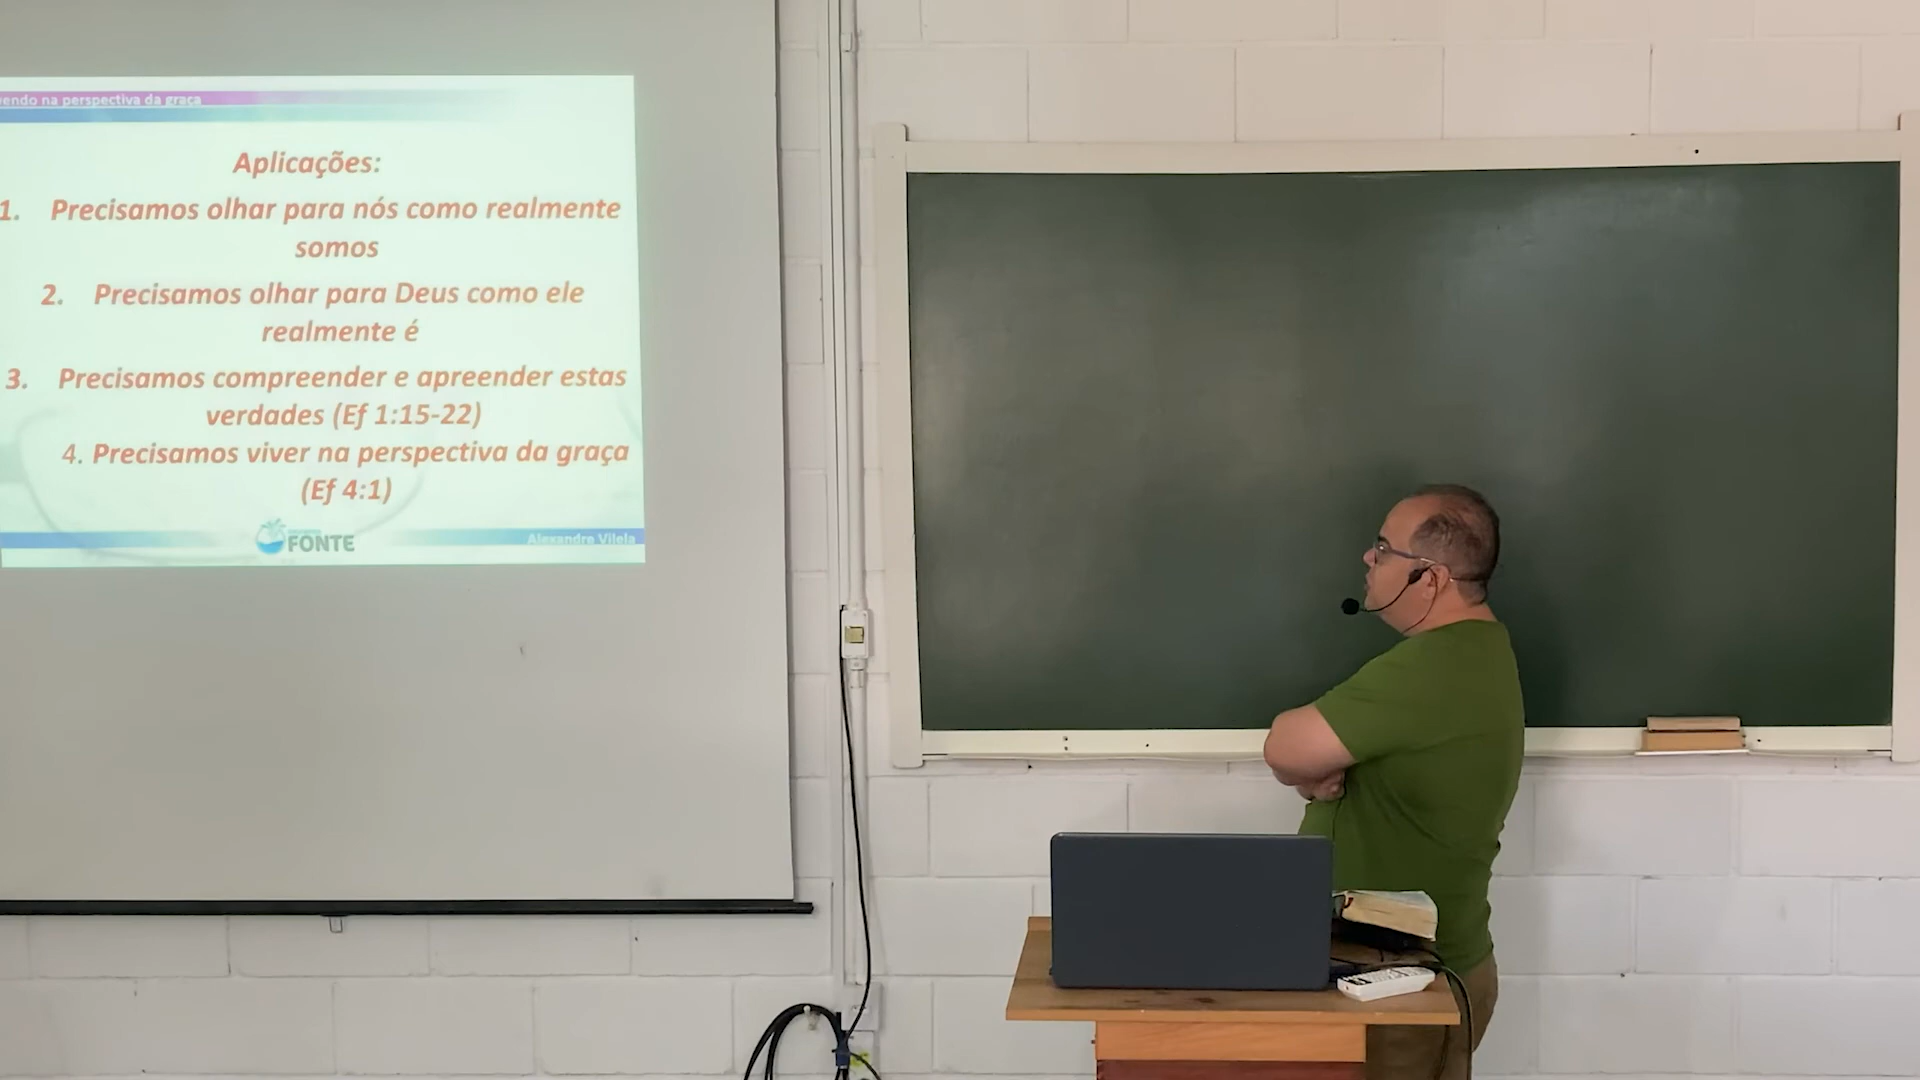 endo na perspectiva da graça
Aplicações:
1. Precisamos olhar para nós como realmente
somos
2. Precisamos olhar para Deus como ele
realmente é
3. Precisamos compreender e apreender estas
verdades (Ef 1:15-22)
4. Precisamos viver na perspectiva da graça
(Ef 4:1)
FONTE
Alexandre Vilela